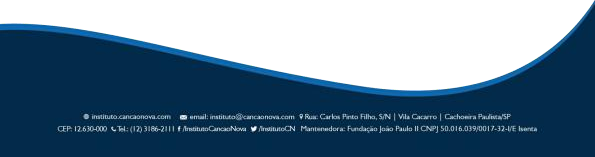 instituto.cancaonova.com email: instituto@cancaonova.com Rua: Carlos Pinto Filho, S/N | Vila Cacarro | Cachoeira Paulista/SP
CEP: 12.630-000 Tel.: (12) 3186-2111 /InstitutoCancaoNova /InstitutoCN Mantenedora: Fundação João Paulo II CNPJ 50.016.039/0017-32-I/E Isenta